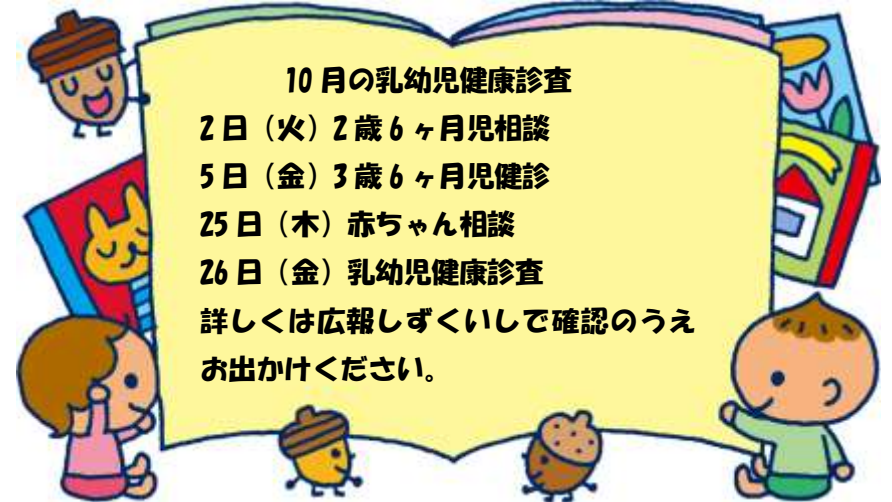 10月の乳幼児健康診査
2日（火）2歳6ヶ月児相談
5日（金）3歳6ヶ月児健診
25日（木）赤ちゃん相談
26日（金）乳幼児健康診査
詳しくは広報しずくいしで確認のうえ
お出かけください。